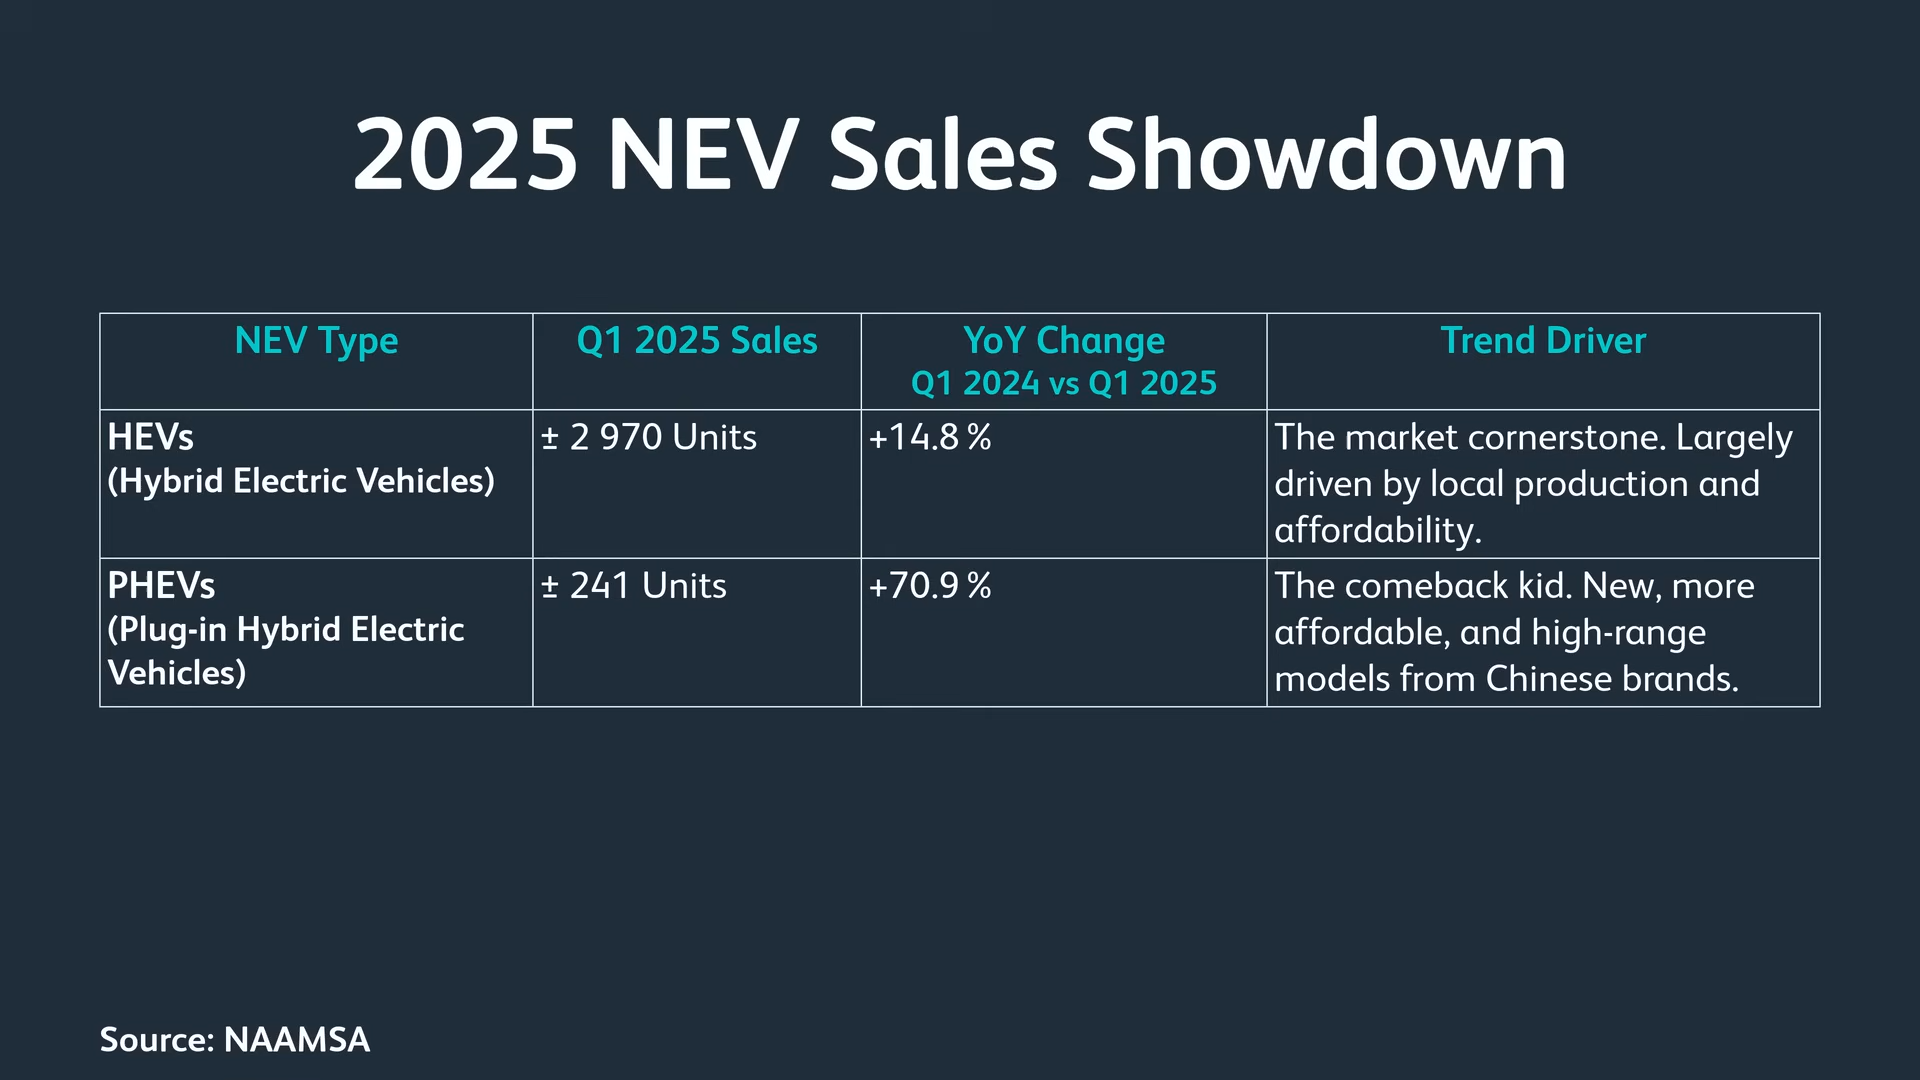 2025 NEV Sales Showdown
NEV Type
Q1 2025 Sales
YoY Change
Q1 2024 vs Q1 2025
Trend Driver
HEVs
(Hybrid Electric Vehicles)
± 2 970 Units
+14.8 %
The market cornerstone. Largely
driven by local production and
affordability.
PHEVs
(Plug-in Hybrid Electric
Vehicles)
± 241 Units
+70.9 %
The comeback kid. New, more
affordable, and high-range
models from Chinese brands.
Source: NAAMSA